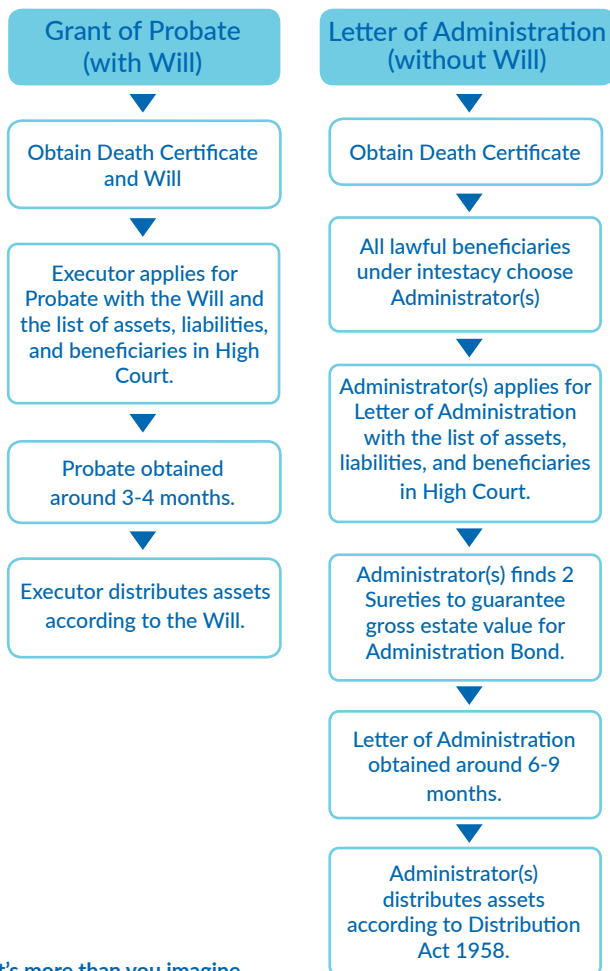 Grant of Probate
(with Will)
Obtain Death Certificate
and Will
Executor applies for
Probate with the Will and
the list of assets, liabilities,
and beneficiaries in High
Court.
Probate obtained
around 3-4 months.
Executor distributes assets
according to the Will.
Letter of Administration
(without Will)
Obtain Death Certificate
All lawful beneficiaries
under intestacy choose
Administrator(s)
Administrator(s) applies for
Letter of Administration
with the list of assets,
liabilities, and beneficiaries
in High Court.
Administrator(s) finds 2
Sureties to guarantee
gross estate value for
Administration Bond.
Letter of Administration
obtained around 6-9
months.
Administrator(s)
distributes assets
according to Distribution
Act 1958.
t's more than you imagine